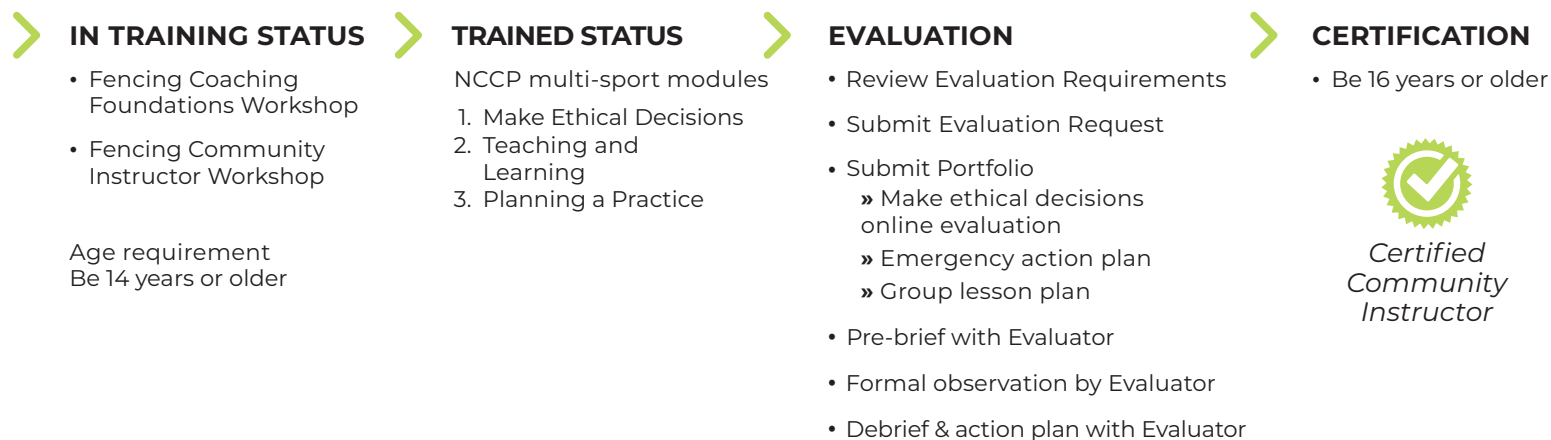 IN TRAINING STATUS
• Fencing Coaching
Foundations Workshop
• Fencing Community
Instructor Workshop
Age requirement
Be 14 years or older
TRAINED STATUS
NCCP multi-sport modules
1. Make Ethical Decisions
2. Teaching and
Learning
3. Planning a Practice
EVALUATION
• Review Evaluation Requirements
• Submit Evaluation Request
• Submit Portfolio
» Make ethical decisions
online evaluation
» Emergency action plan
» Group lesson plan
• Pre-brief with Evaluator
• Formal observation by Evaluator
• Debrief & action plan with Evaluator
CERTIFICATION
• Be 16 years or older
Certified
Community
Instructor